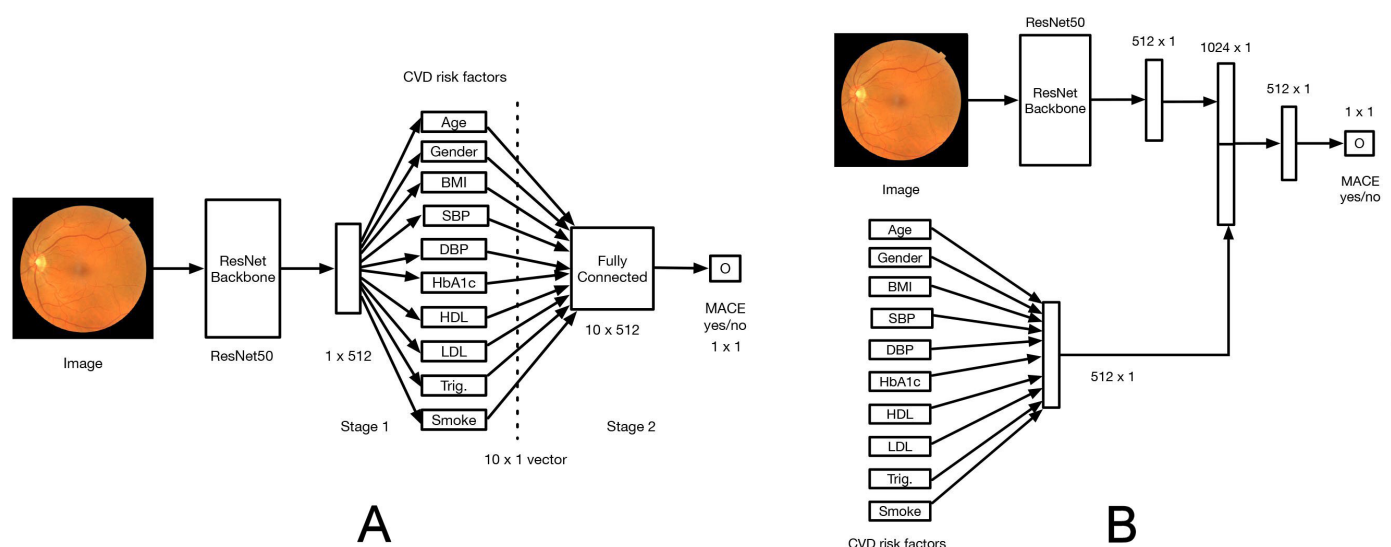 CVD risk factors
Age
Gender
BMI
SBP
DBP
HbA1c
HDL
LDL
Trig.
Smoke
ResNet
Backbone
Fully
Connected
O
MACE
yes/no
1 x 1
Image
ResNet50
1 x 512
10 x 512
Stage 1
Stage 2
10 x 1 vector
A
ResNet50
512 x 1
1024 x 1
ResNet
Backbone
512 x 1
1 x 1
O
MACE
yes/no
Image
Age
Gender
BMI
SBP
DBP
HbA1c
HDL
LDL
Trig.
Smoke
512 x 1
CVD risk factors
B